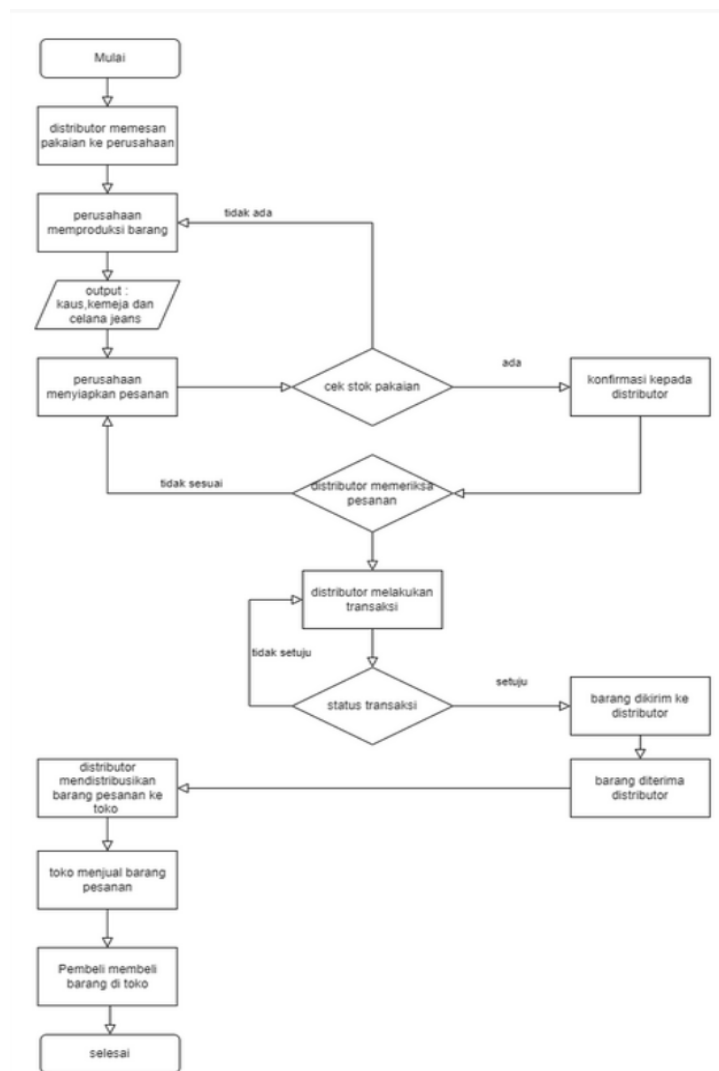 Mulai
distributor memesan
pakaian ke perusahaan
perusahaan
memproduksi barang
tidak ada
output :
kaus,kemeja dan
celana jeans
perusahaan
menyiapkan pesanan
cek stok pakaian
ada
konfirmasi kepada
distributor
distributor memeriksa
pesanan
tidak sesuai
distributor melakukan
transaksi
tidak setuju
status transaksi
setuju
barang dikirim ke
distributor
barang diterima
distributor
distributor
mendistribusikan
barang pesanan ke
toko
toko menjual barang
pesanan
Pembeli membeli
barang di toko
selesai